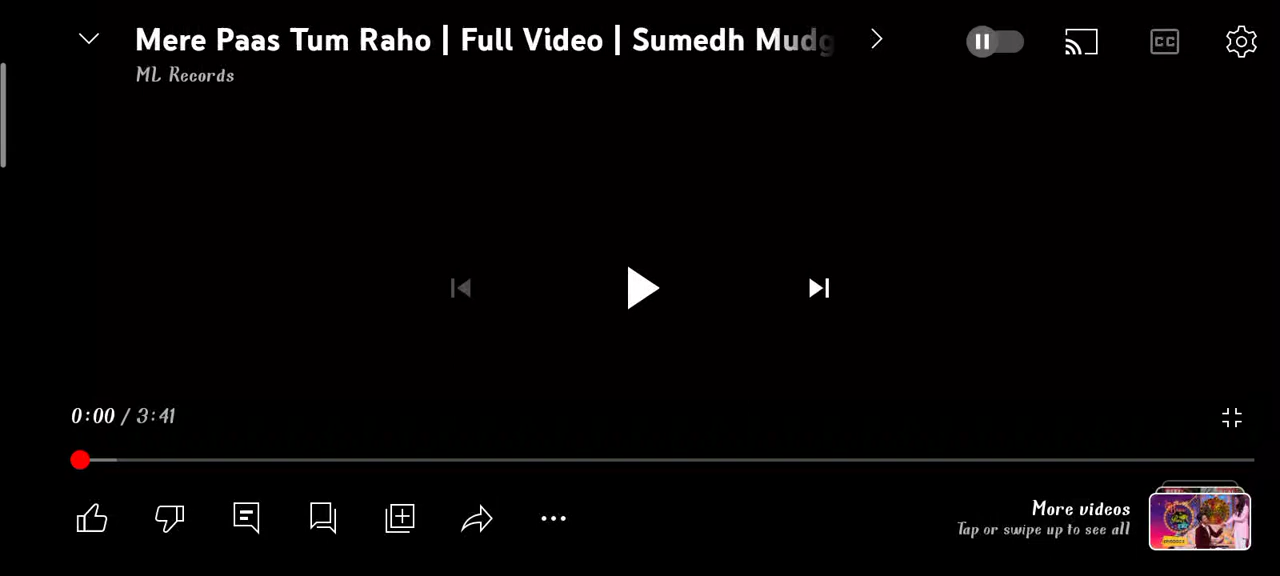 Mere Paas Tum Raho | Full Video | Sumedh Mudg
ML Records
CC
0:00 / 3:41
More videos
Tap or swipe up to see all